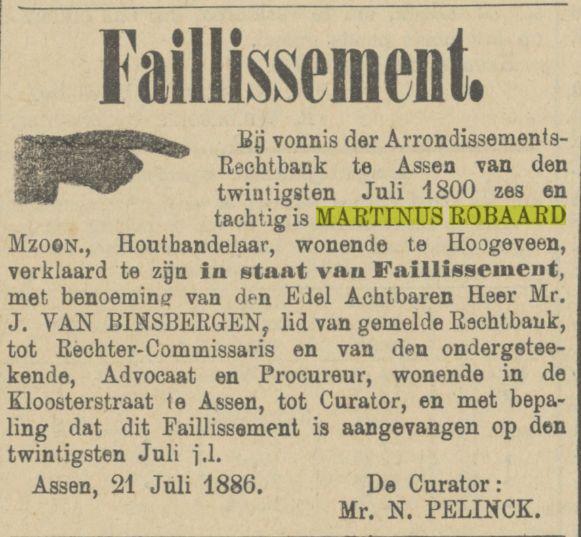 Faillissement.
Bij vonnis der Arrondissements-
Rechtbank te Assen van den
twintigsten Juli 1800 zes en
tachtig is MARTINUS ROBAARD
MZOON., Houthandelaar, wonende te Hoogeveen,
verklaard te zijn in staat van Faillissement,
met benoeming van den Edel Achtbaren Heer Mr.
J. VAN BINSBERGEN, lid van gemelde Rechtbank,
tot Rechter-Commissaris en van den ondergetee-
kende, Advocaat en Procureur, wonende in de
Kloosterstraat te Assen, tot Curator, en met bepa-
ling dat dit Faillissement is aangevangen op den
twintigsten Juli j.l.
Assen, 21 Juli 1886. De Curator:
Mr. N. PELINCK.